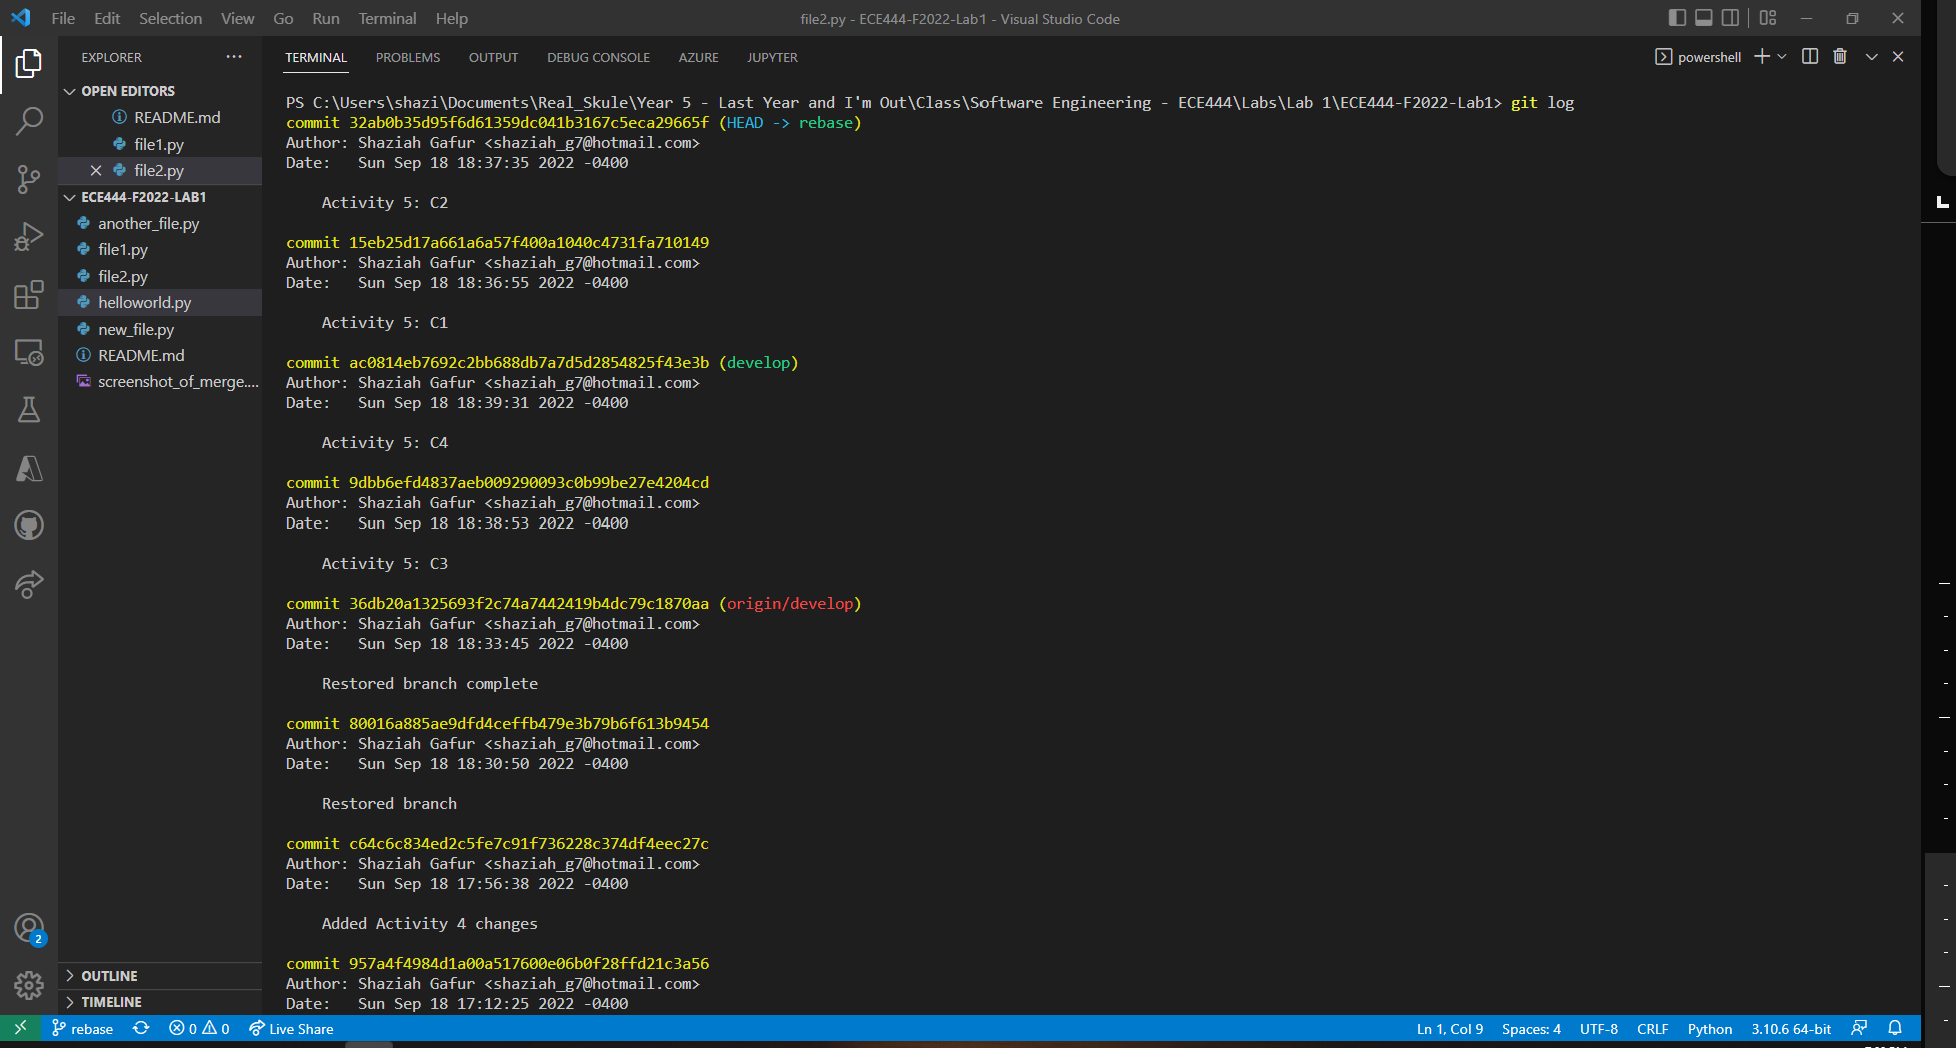 File Edit Selection View Go Run Terminal Help
file2.py - ECE444-F2022-Lab1 - Visual Studio Code
EXPLORER
OPEN EDITORS
README.md
file1.py
file2.py
ECE444-F2022-LAB1
another_file.py
file1.py
file2.py
helloworld.py
new_file.py
README.md
screenshot_of_merge....
OUTLINE
TIMELINE
TERMINAL PROBLEMS OUTPUT DEBUG CONSOLE AZURE JUPYTER
powershell
PS C:\Users\shazi\Documents\Real_Skule\Year 5 - Last Year and I'm Out\Class\Software Engineering - ECE444\Labs\Lab 1\ECE444-F2022-Lab1> git log
commit 32ab0b35d95f6d61359dc041b3167c5eca29665f (HEAD -> rebase)
Author: Shaziah Gafur <shaziah_g7@hotmail.com>
Date:   Sun Sep 18 18:37:35 2022 -0400
Activity 5: C2
commit 15eb25d17a661a6a57f400a1040c4731fa710149
Author: Shaziah Gafur <shaziah_g7@hotmail.com>
Date:   Sun Sep 18 18:36:55 2022 -0400
Activity 5: C1
commit ac0814eb7692c2bb688db7a7d5d2854825f43e3b (develop)
Author: Shaziah Gafur <shaziah_g7@hotmail.com>
Date:   Sun Sep 18 18:39:31 2022 -0400
Activity 5: C4
commit 9dbb6efd4837aeb009290093c0b99be27e4204cd
Author: Shaziah Gafur <shaziah_g7@hotmail.com>
Date:   Sun Sep 18 18:38:53 2022 -0400
Activity 5: C3
commit 36db20a1325693f2c74a7442419b4dc79c1870aa (origin/develop)
Author: Shaziah Gafur <shaziah_g7@hotmail.com>
Date:   Sun Sep 18 18:33:45 2022 -0400
Restored branch complete
commit 80016a885ae9dfd4ceffb479e3b79b6f613b9454
Author: Shaziah Gafur <shaziah_g7@hotmail.com>
Date:   Sun Sep 18 18:30:50 2022 -0400
Restored branch
commit c64c6c834ed2c5fe7c91f736228c374df4eec27c
Author: Shaziah Gafur <shaziah_g7@hotmail.com>
Date:   Sun Sep 18 17:56:38 2022 -0400
Added Activity 4 changes
commit 957a4f4984d1a00a517600e06b0f28ffd21c3a56
Author: Shaziah Gafur <shaziah_g7@hotmail.com>
Date:   Sun Sep 18 17:12:25 2022 -0400
2
rebase 0 0 Live Share
Ln 1, Col 9 Spaces: 4 UTF-8 CRLF Python 3.10.6 64-bit